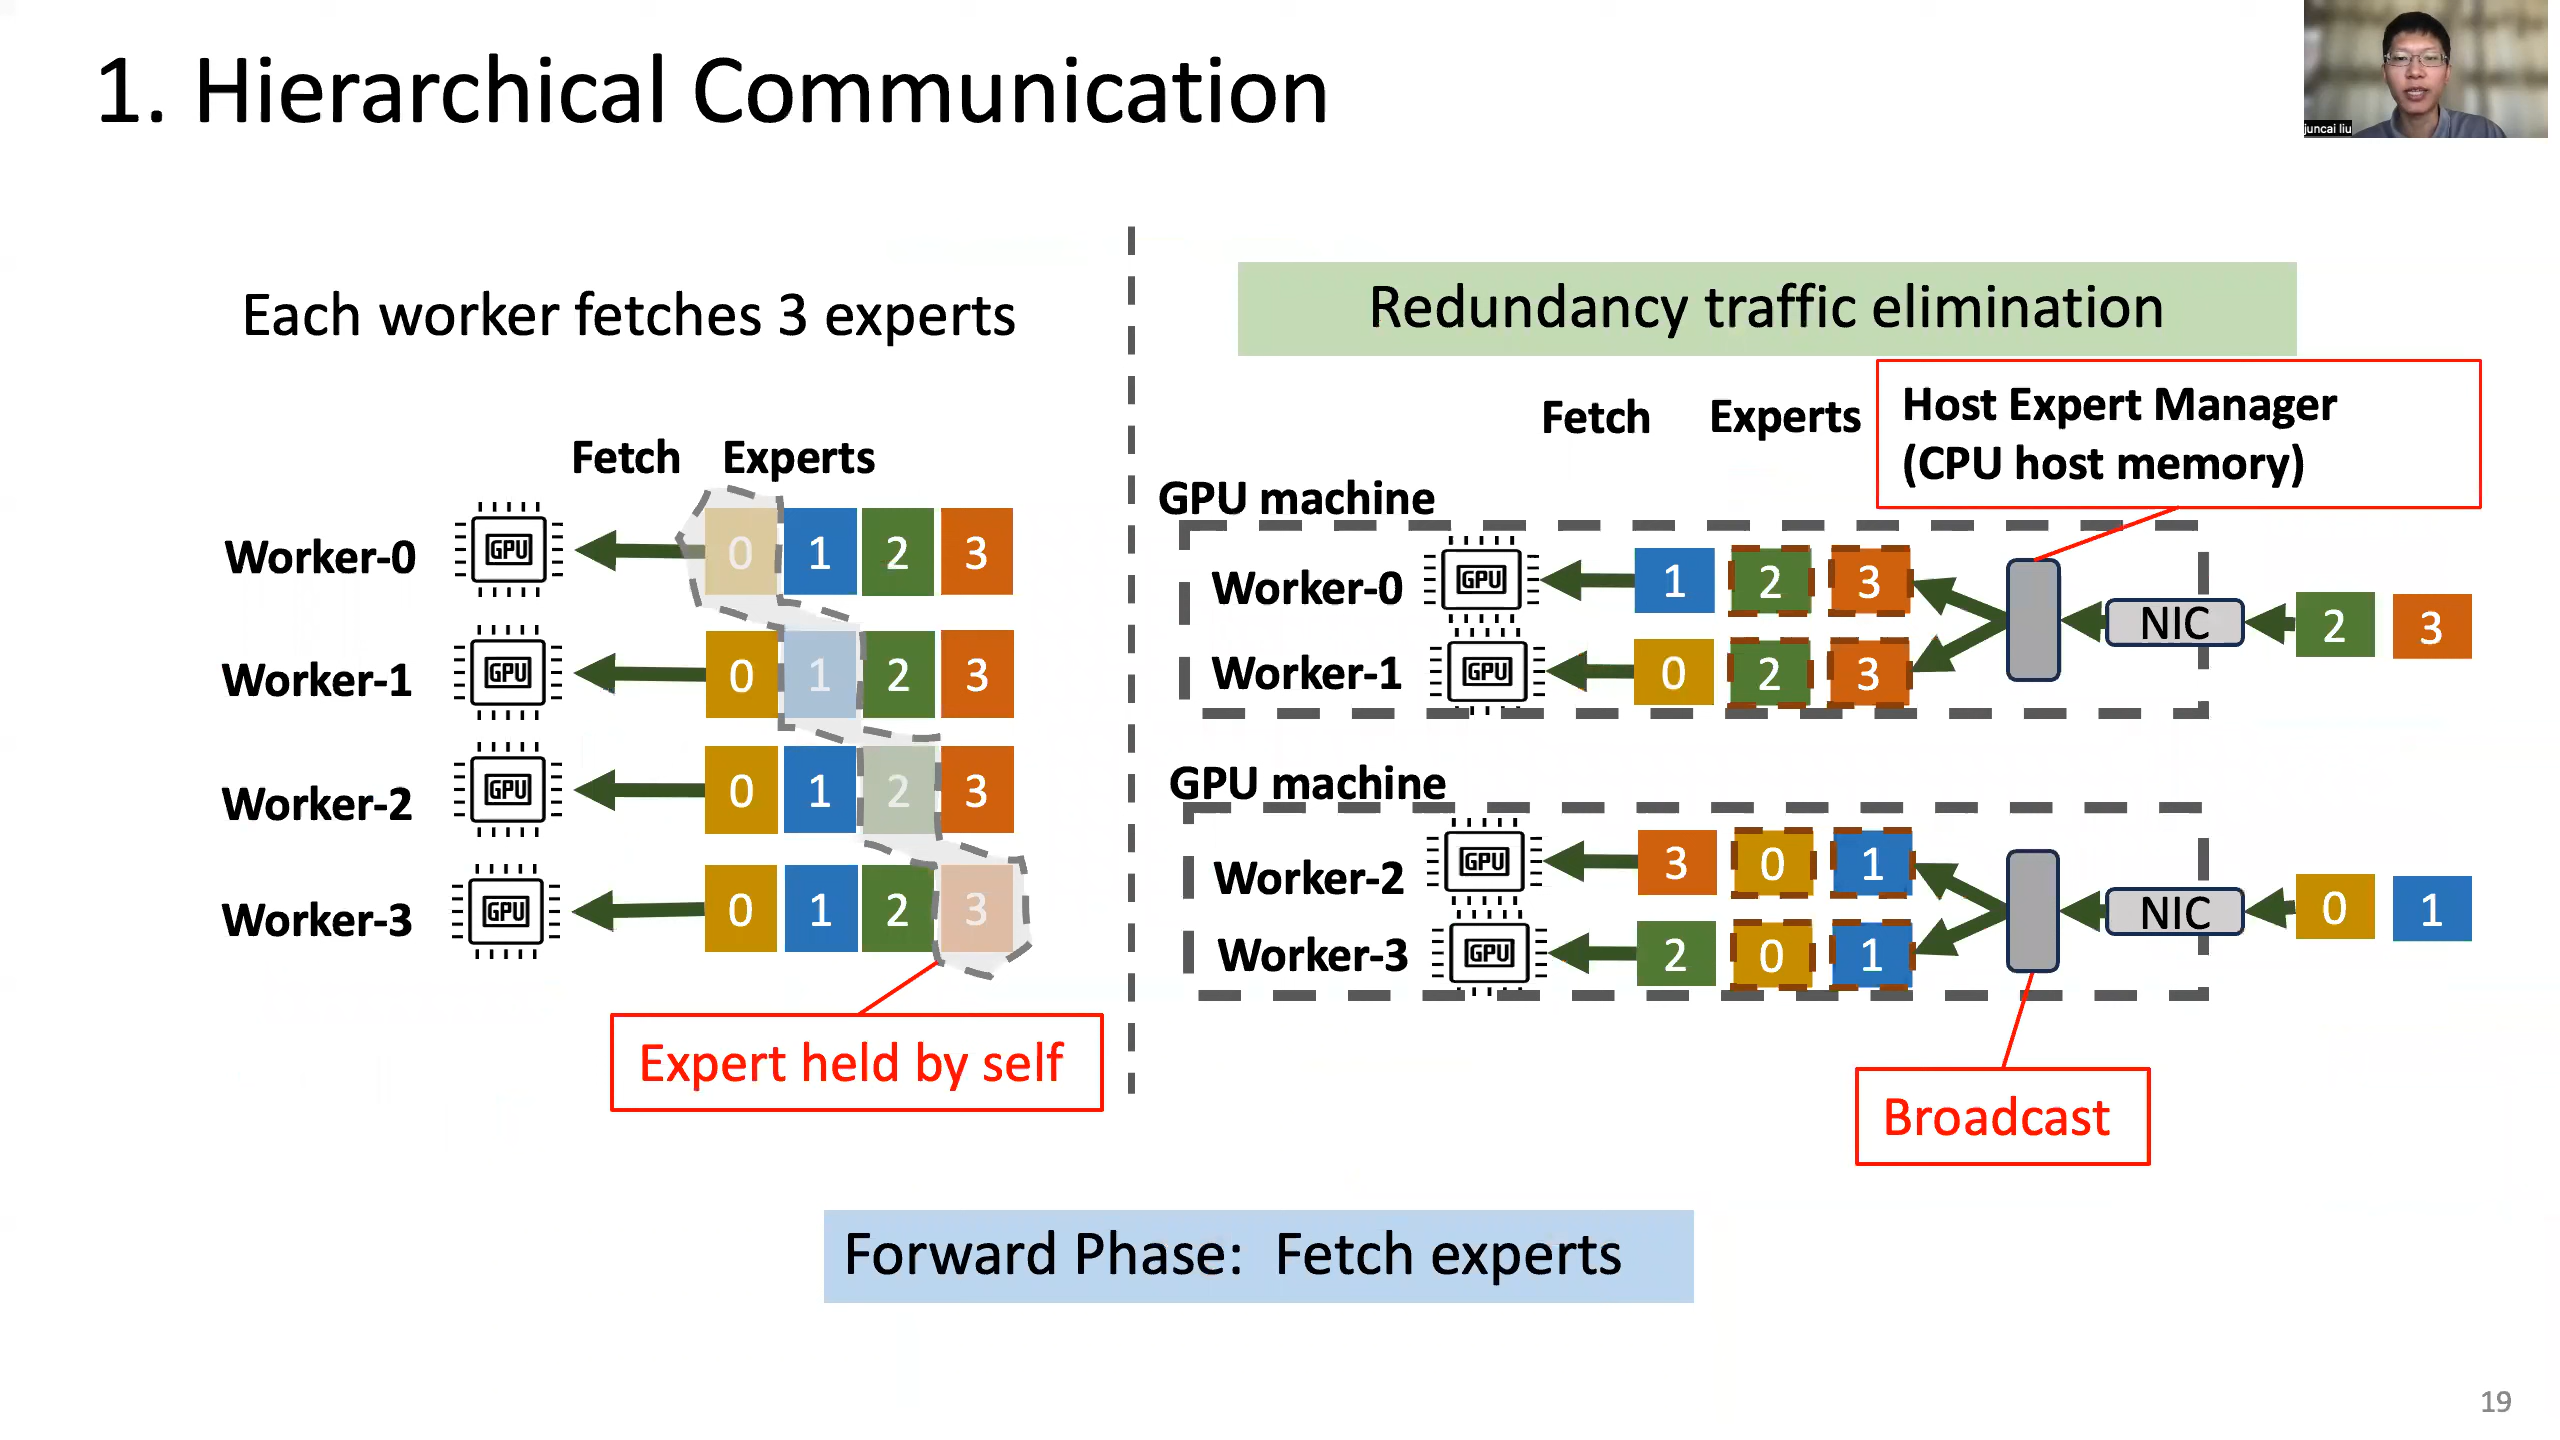 1. Hierarchical Communication
juncai liu
Each worker fetches 3 experts
Fetch Experts
Worker-0 GPU 0 1 2 3
Worker-1 GPU 0 1 2 3
Worker-2 GPU 0 1 2 3
Worker-3 GPU 0 1 2 3
Expert held by self
Redundancy traffic elimination
Fetch Experts
Host Expert Manager
(CPU host memory)
GPU machine
Worker-0 GPU 1 2 3
Worker-1 GPU 0 2 3
NIC 2 3
GPU machine
Worker-2 GPU 3 0 1
Worker-3 GPU 2 0 1
NIC 0 1
Broadcast
Forward Phase: Fetch experts
19